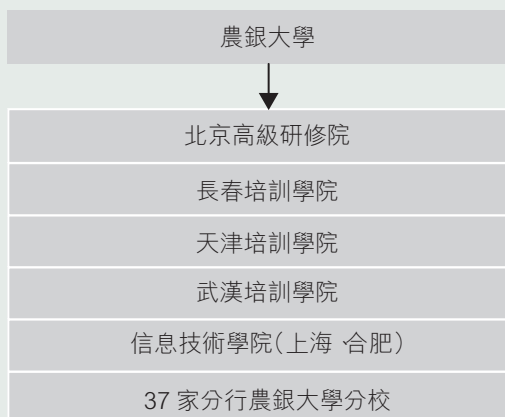 農銀大學
北京高級研修院
長春培訓學院
天津培訓學院
武漢培訓學院
信息技術學院(上海、合肥)
37 家分行農銀大學分校